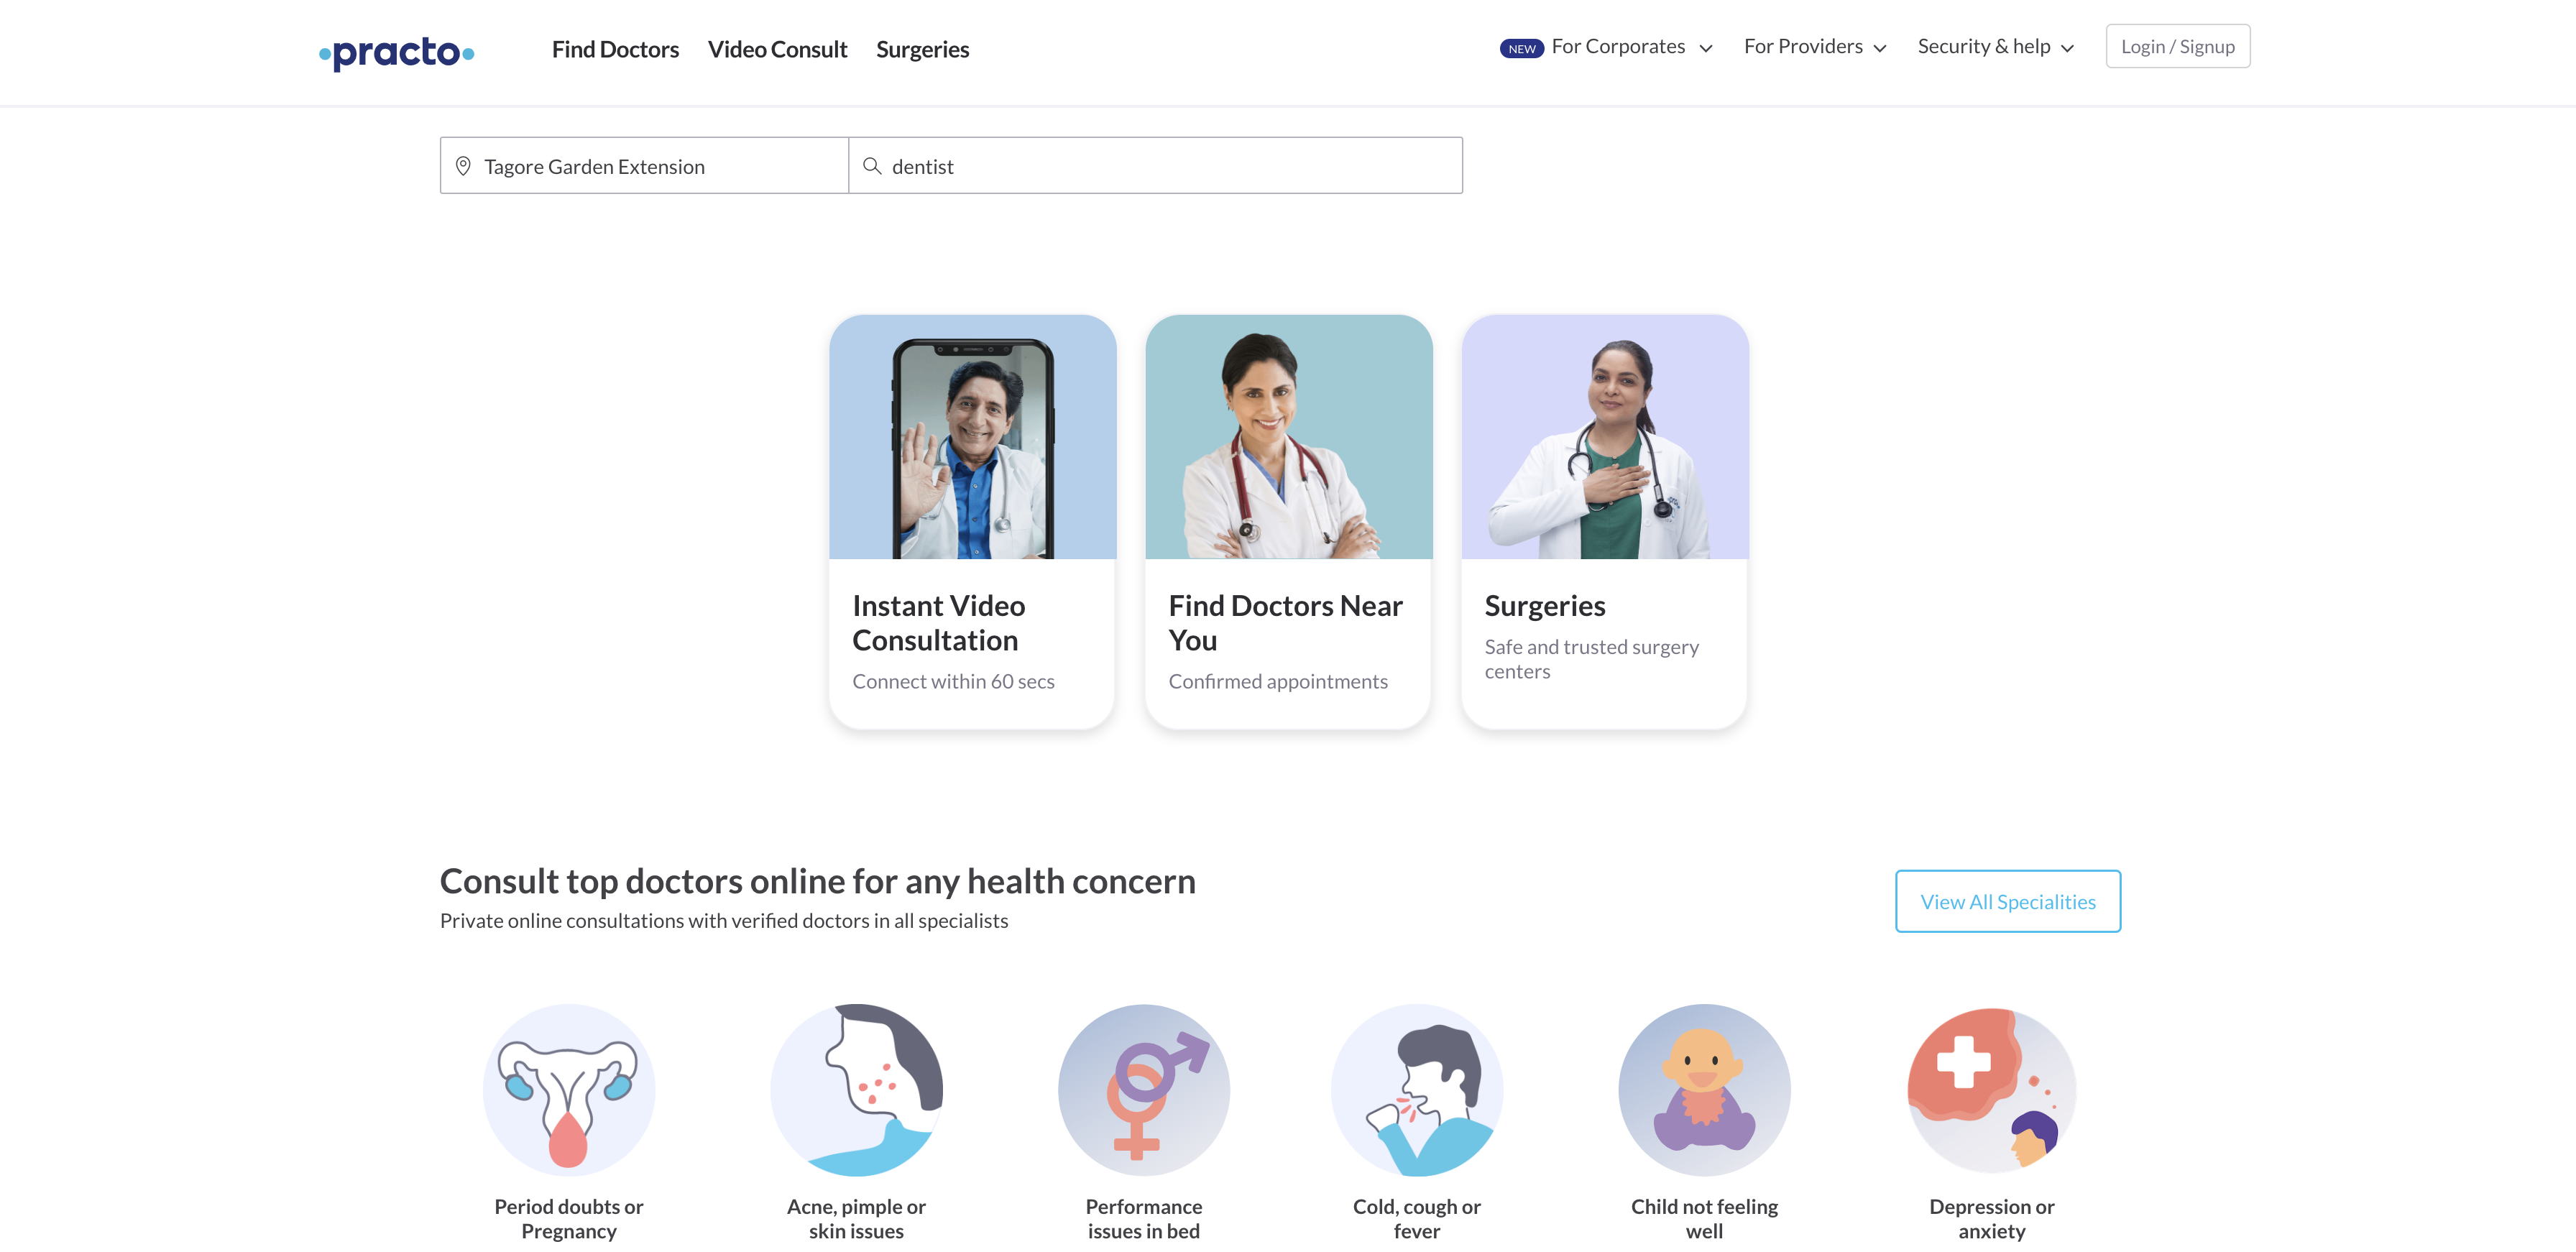 practo
Find Doctors
Video Consult
Surgeries
NEW For Corporates
For Providers
Security & help
Login / Signup
Tagore Garden Extension
dentist
Instant Video
Consultation
Connect within 60 secs
Find Doctors Near
You
Confirmed appointments
Surgeries
Safe and trusted surgery
centers
Consult top doctors online for any health concern
Private online consultations with verified doctors in all specialists
View All Specialities
Period doubts or
Pregnancy
Acne, pimple or
skin issues
Performance
issues in bed
Cold, cough or
fever
Child not feeling
well
Depression or
anxiety